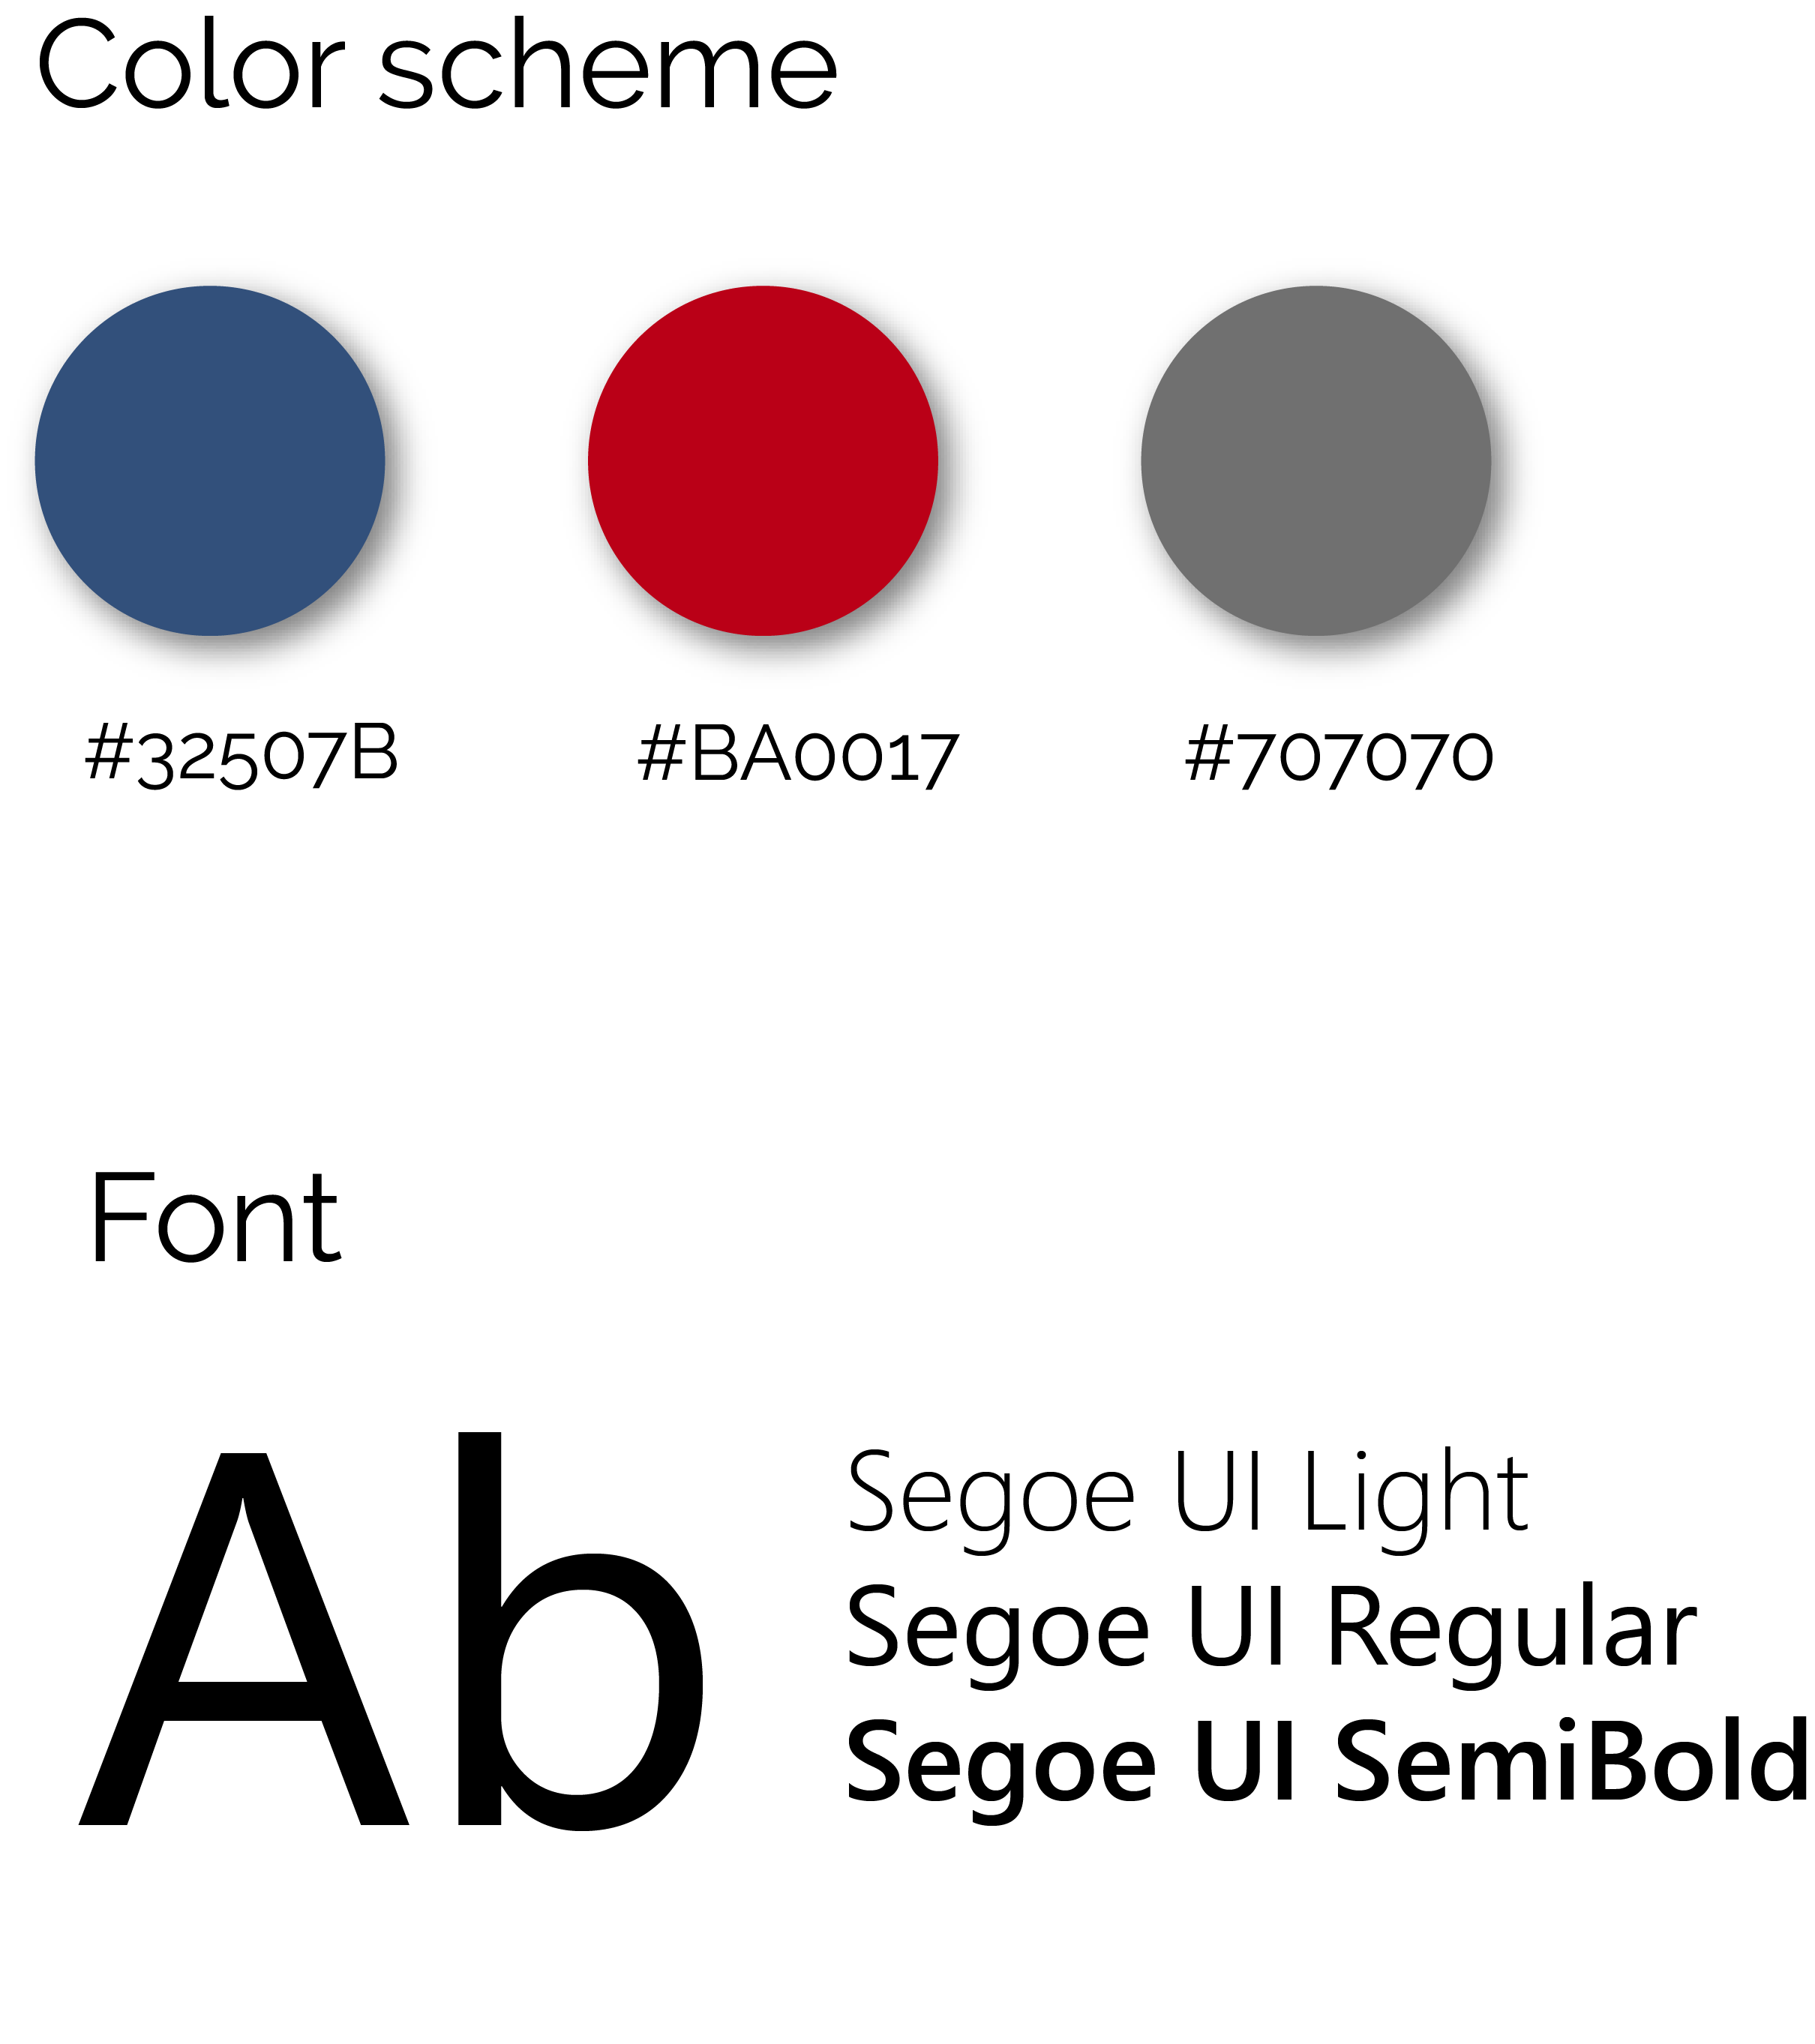 Color scheme
#32507B #BA0017 #707070
Font
Ab
Segoe UI Light
Segoe UI Regular
Segoe UI SemiBold